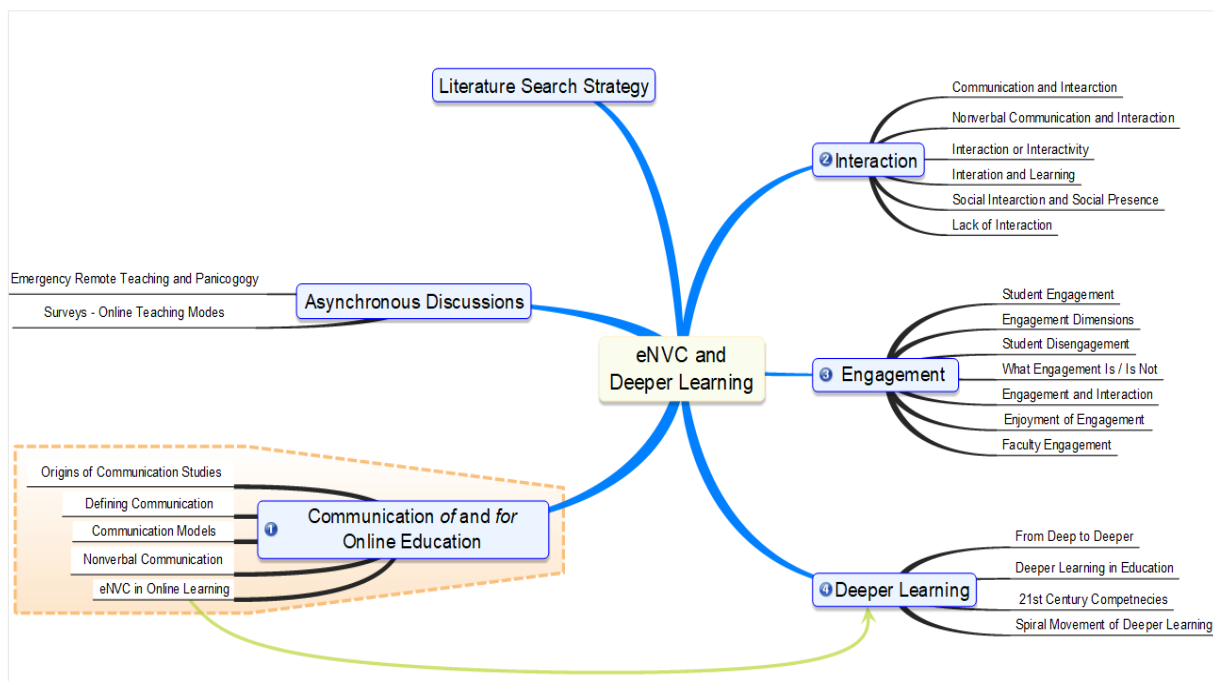 Literature Search Strategy
2 Interaction
Communication and Intearction
Nonverbal Communication and Interaction
Interaction or Interactivity
Interation and Learning
Social Intearction and Social Presence
Lack of Interaction
Emergency Remote Teaching and Panicogogy
Surveys - Online Teaching Modes
Asynchronous Discussions
eNVC and
Deeper Learning
3 Engagement
Student Engagement
Engagement Dimensions
Student Disengagement
What Engagement Is / Is Not
Engagement and Interaction
Enjoyment of Engagement
Faculty Engagement
Origins of Communication Studies
Defining Communication
Communication Models
Nonverbal Communication
eNVC in Online Learning
1 Communication of and for
Online Education
4 Deeper Learning
From Deep to Deeper
Deeper Learning in Education
21st Century Competnecies
Spiral Movement of Deeper Learning